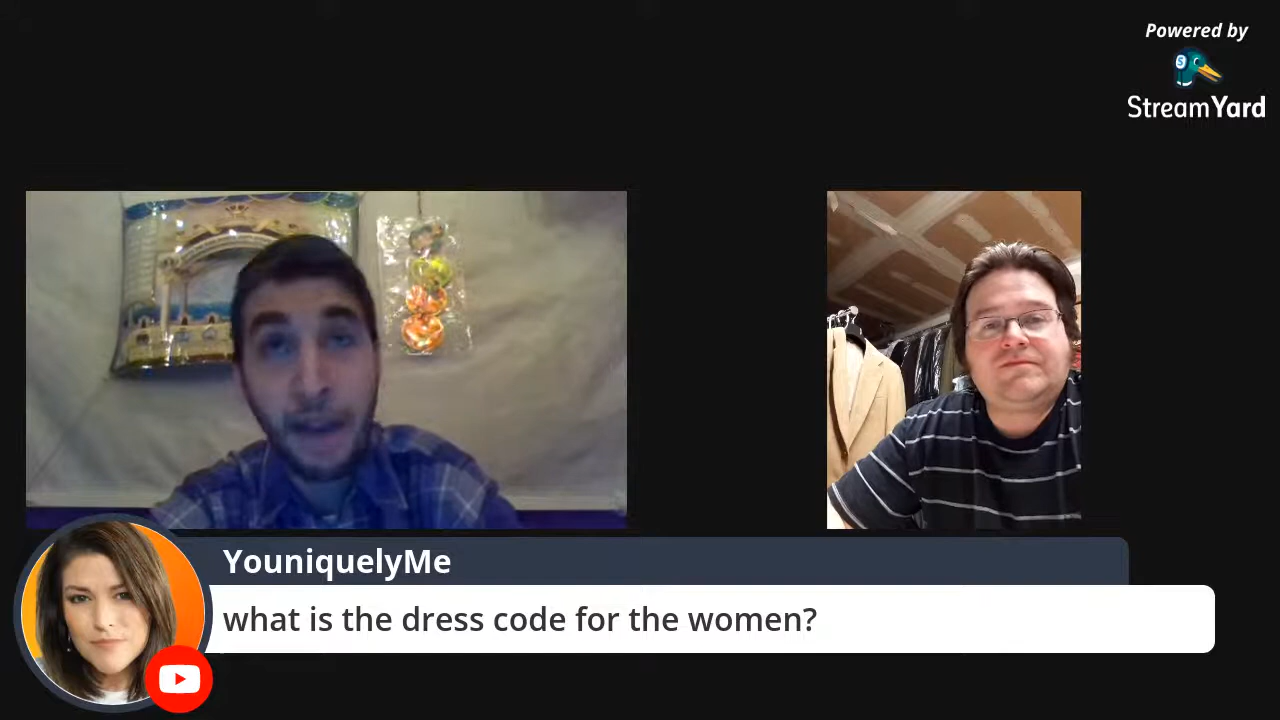 Powered by
StreamYard
YouniquelyMe
what is the dress code for the women?